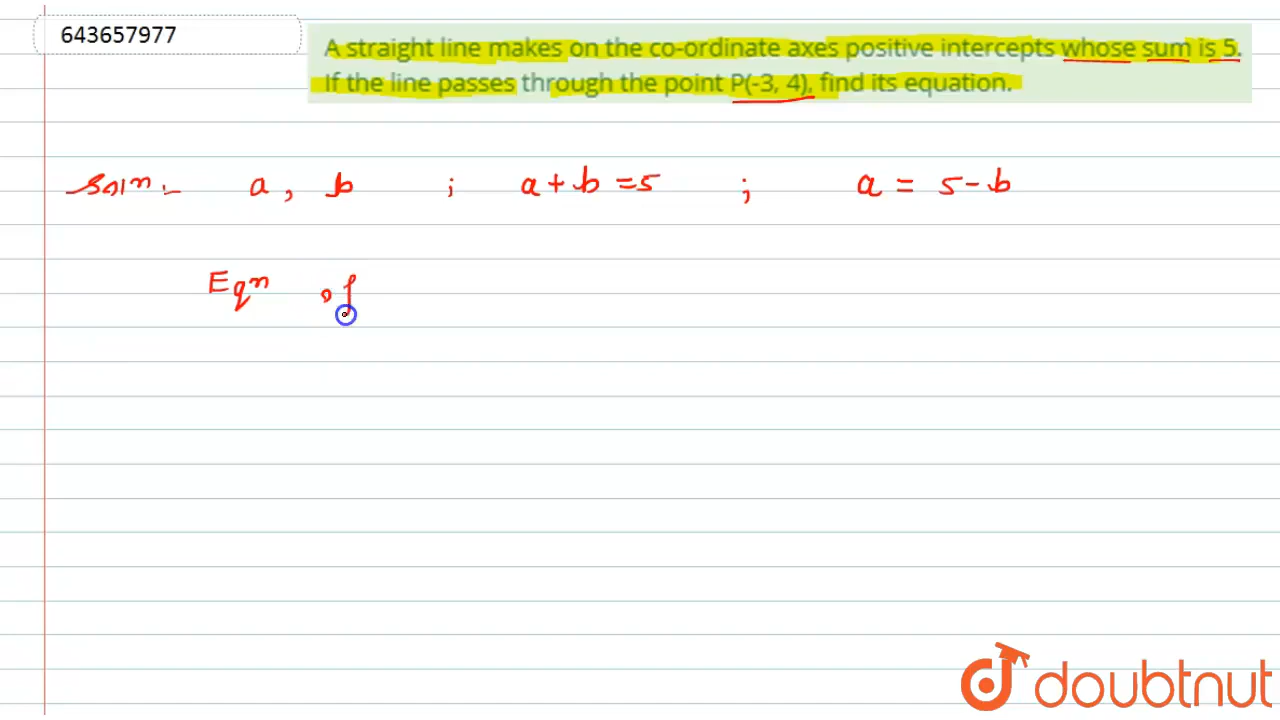 643657977
A straight line makes on the co-ordinate axes positive intercepts whose sum is 5.
If the line passes through the point P(-3, 4), find its equation.
Soln:- a, b ; a+b=5 ; a = 5-b
Eqn of
doubtnut